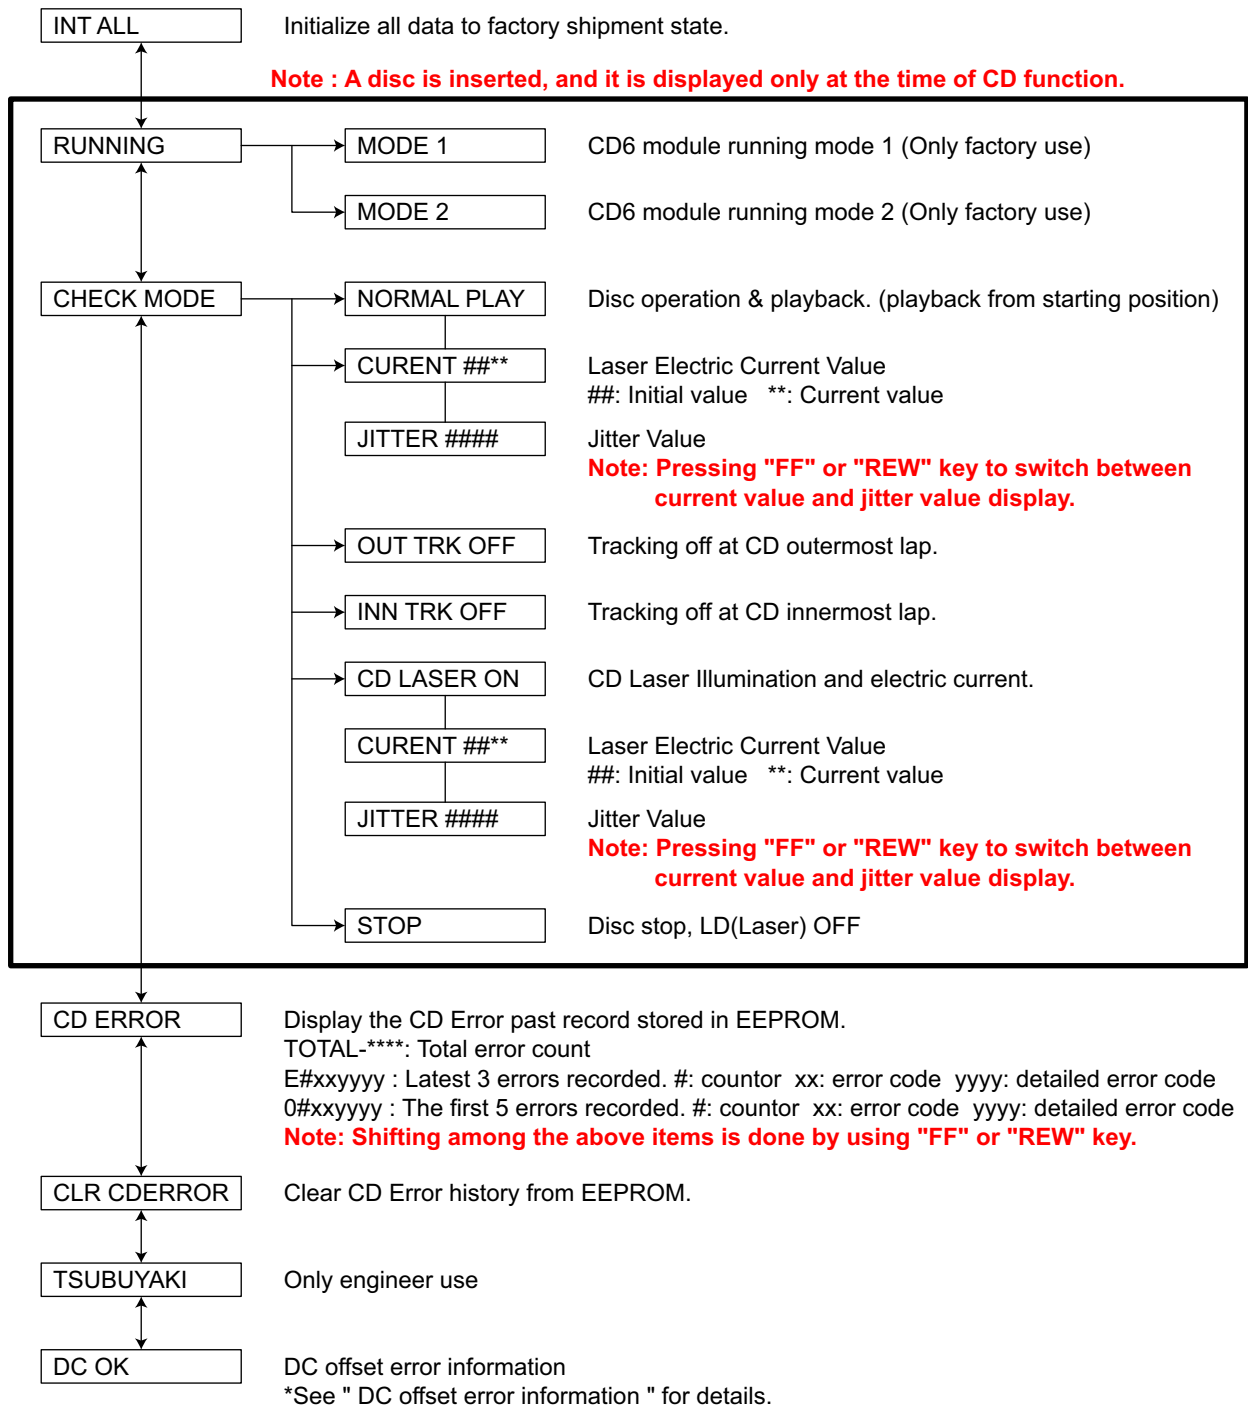 INT ALL
Initialize all data to factory shipment state.
Note : A disc is inserted, and it is displayed only at the time of CD function.
RUNNING
MODE 1
CD6 module running mode 1 (Only factory use)
MODE 2
CD6 module running mode 2 (Only factory use)
CHECK MODE
NORMAL PLAY
Disc operation & playback. (playback from starting position)
CURENT ##**
Laser Electric Current Value
##: Initial value   **: Current value
JITTER ####
Jitter Value
Note: Pressing "FF" or "REW" key to switch between
current value and jitter value display.
OUT TRK OFF
Tracking off at CD outermost lap.
INN TRK OFF
Tracking off at CD innermost lap.
CD LASER ON
CD Laser Illumination and electric current.
CURENT ##**
Laser Electric Current Value
##: Initial value   **: Current value
JITTER ####
Jitter Value
Note: Pressing "FF" or "REW" key to switch between
current value and jitter value display.
STOP
Disc stop, LD(Laser) OFF
CD ERROR
Display the CD Error past record stored in EEPROM.
TOTAL-****: Total error count
E#xxyyyy : Latest 3 errors recorded. #: countor  xx: error code  yyyy: detailed error code
0#xxyyyy : The first 5 errors recorded. #: countor  xx: error code  yyyy: detailed error code
Note: Shifting among the above items is done by using "FF" or "REW" key.
CLR CDERROR
Clear CD Error history from EEPROM.
TSUBUYAKI
Only engineer use
DC OK
DC offset error information
*See " DC offset error information " for details.